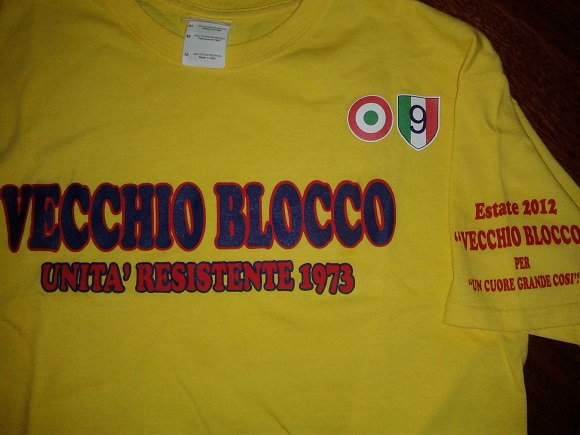 9
VECCHIO BLOCCO
UNITA' RESISTENTE 1973
Estate 2012
"VECCHIO BLOCCO
PER
"UN CUORE GRANDE COSI'!